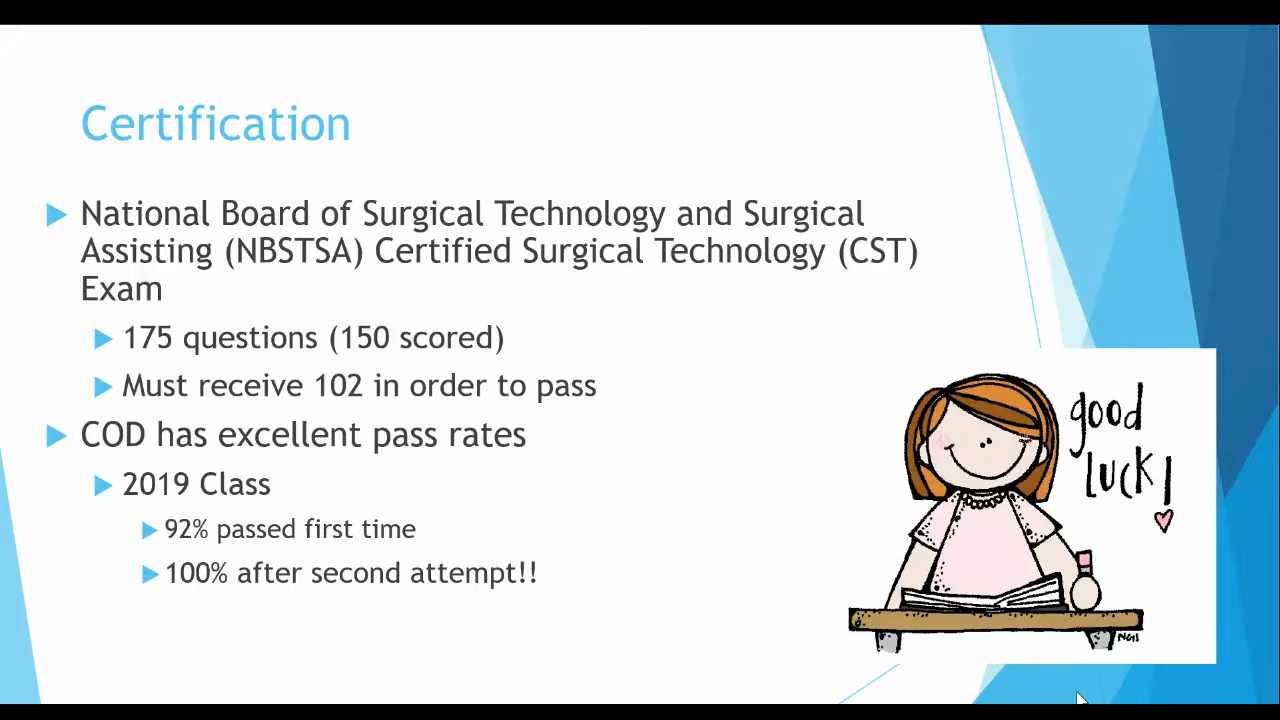 Certification
National Board of Surgical Technology and Surgical
Assisting (NBSTSA) Certified Surgical Technology (CST)
Exam
175 questions (150 scored)
Must receive 102 in order to pass
COD has excellent pass rates
2019 Class
92% passed first time
100% after second attempt!!
good
luck!